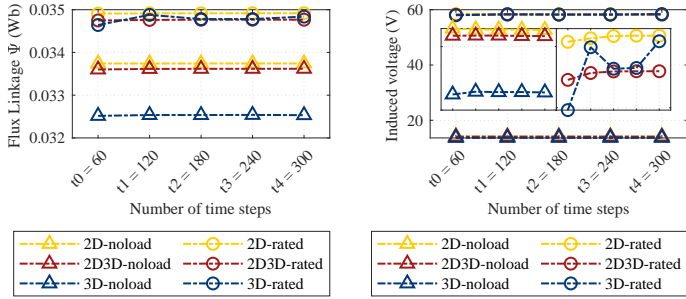 0.035
0.034
0.033
0.032
Flux Linkage Ψ (Wb)
t0 = 60
t1 = 120
t2 = 180
t3 = 240
t4 = 300
Number of time steps
2D-noload
2D-rated
2D3D-noload
2D3D-rated
3D-noload
3D-rated
60
40
20
Induced voltage (V)
t0 = 60
t1 = 120
t2 = 180
t3 = 240
t4 = 300
Number of time steps
2D-noload
2D-rated
2D3D-noload
2D3D-rated
3D-noload
3D-rated